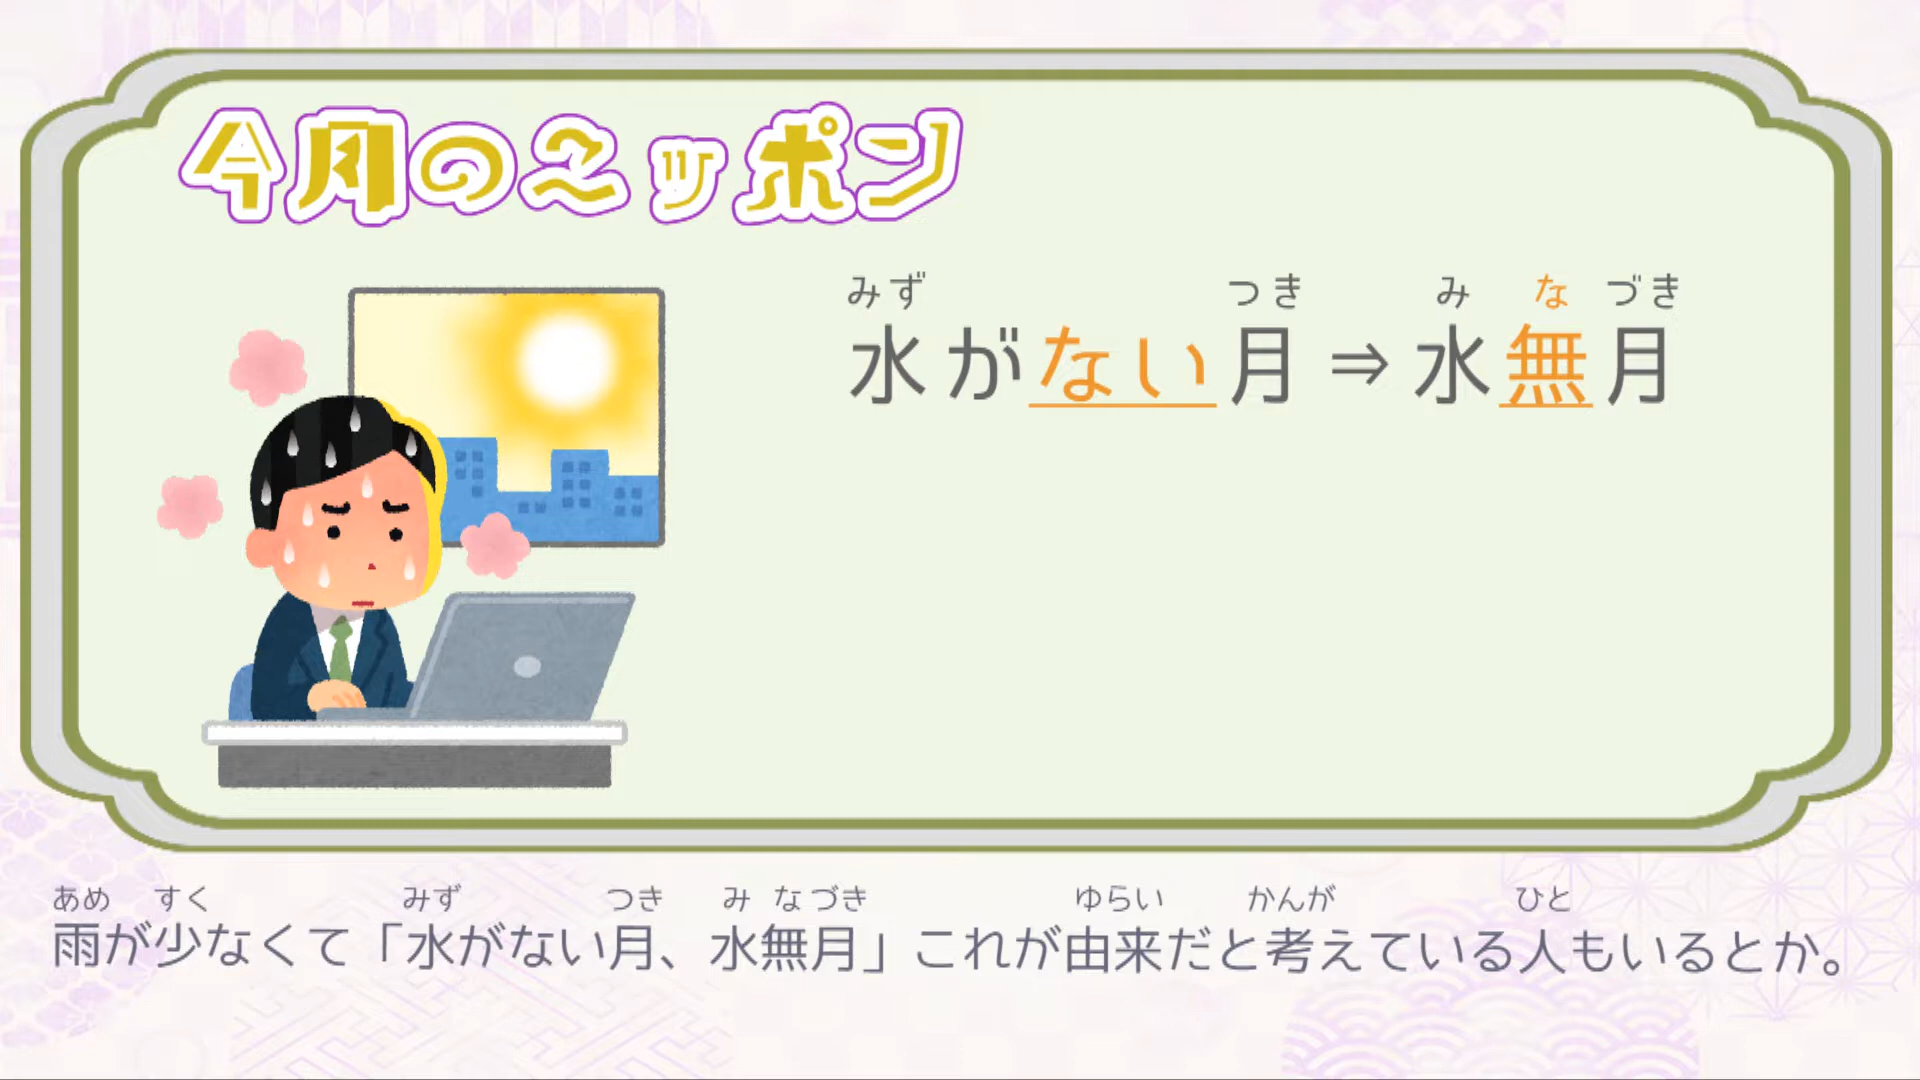 今月のニッポン
みず つき み な づき
水がない月 ⇒ 水無月
あめ すく みず つき み な づき ゆらい かんが ひと
雨が少なくて「水がない月、水無月」これが由来だと考えている人もいるとか。